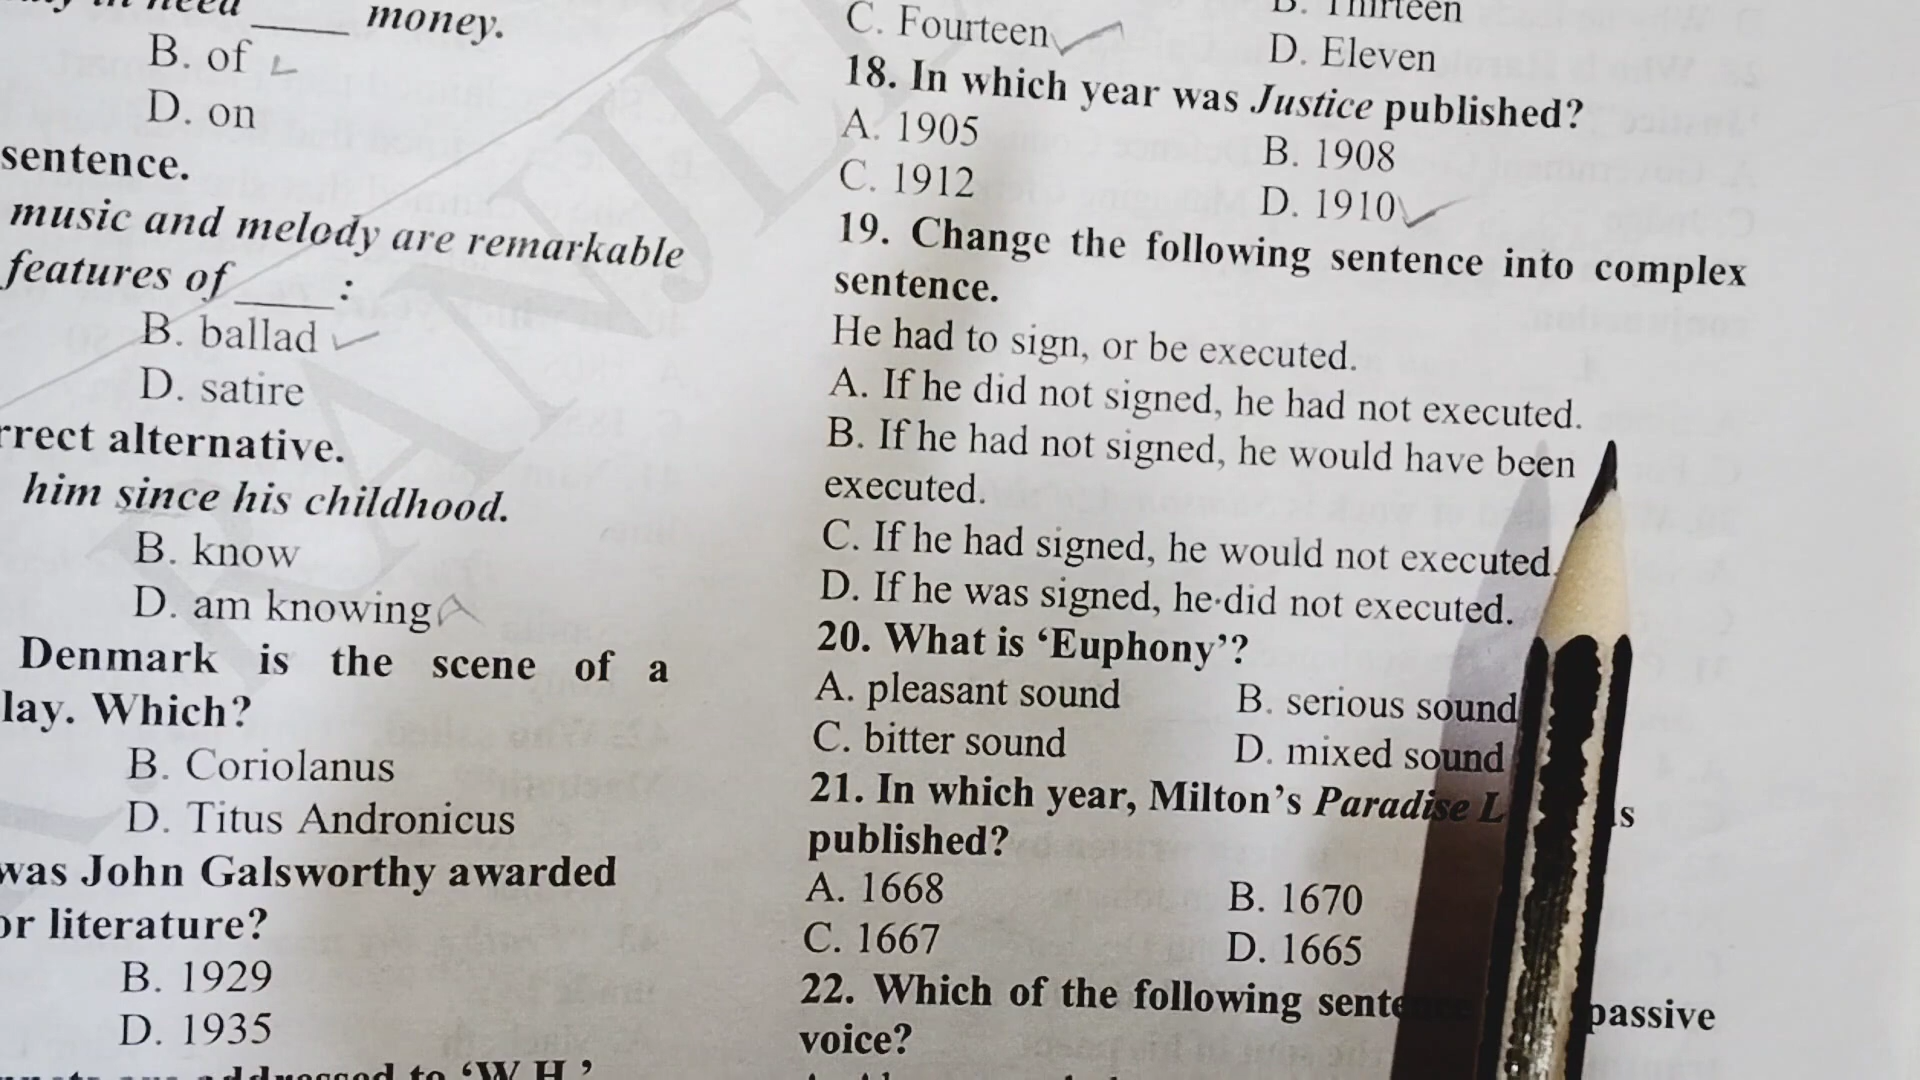 in need ____ money.
B. of
D. on
sentence.
music and melody are remarkable
features of ____ :
B. ballad
D. satire
rrect alternative.
him since his childhood.
B. know
D. am knowing
Denmark is the scene of a
lay. Which?
B. Coriolanus
D. Titus Andronicus
was John Galsworthy awarded
or literature?
B. 1929
D. 1935
addressed to ‘W.H.’
C. Fourteen
B. Thirteen
D. Eleven
18. In which year was Justice published?
A. 1905
B. 1908
C. 1912
D. 1910
19. Change the following sentence into complex
sentence.
He had to sign, or be executed.
A. If he did not signed, he had not executed.
B. If he had not signed, he would have been
executed.
C. If he had signed, he would not executed.
D. If he was signed, he did not executed.
20. What is ‘Euphony’?
A. pleasant sound
B. serious sound
C. bitter sound
D. mixed sound
21. In which year, Milton’s Paradise L s
published?
A. 1668
B. 1670
C. 1667
D. 1665
22. Which of the following sente passive
voice?